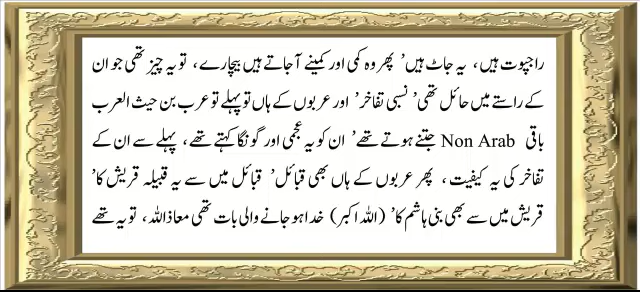 راجپوت ہیں، یہ جاٹ ہیں’ پھر وہ کمی اور کمینے آجاتے ہیں بیچارے، تو یہ چیز تھی جو ان
کے راستے میں حائل تھی’ نسبی تفاخر’ اور عربوں کے ہاں تو پہلے تو عرب بن حیث العرب
باقی Non Arab جتنے ہوتے تھے’ ان کو یہ عجمی اور گونگا کہتے تھے، پہلے سے ان کے
تفاخر کی یہ کیفیت، پھر عربوں کے ہاں بھی قبائل’ قبائل میں سے یہ قبیلہ قریش کا’
قریش میں سے بھی بنی ہاشم کا’ (اللہ اکبر) خدا ہو جانے والی بات تھی معاذ اللہ، تو یہ تھے